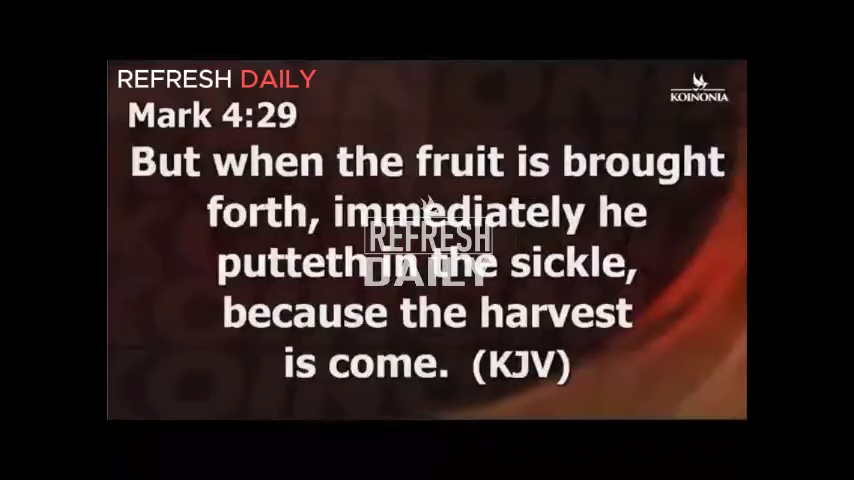 REFRESH DAILY
KOINONIA
Mark 4:29
But when the fruit is brought
forth, immediately he
REFRESH
putteth in the sickle,
DAILY
because the harvest
is come. (KJV)